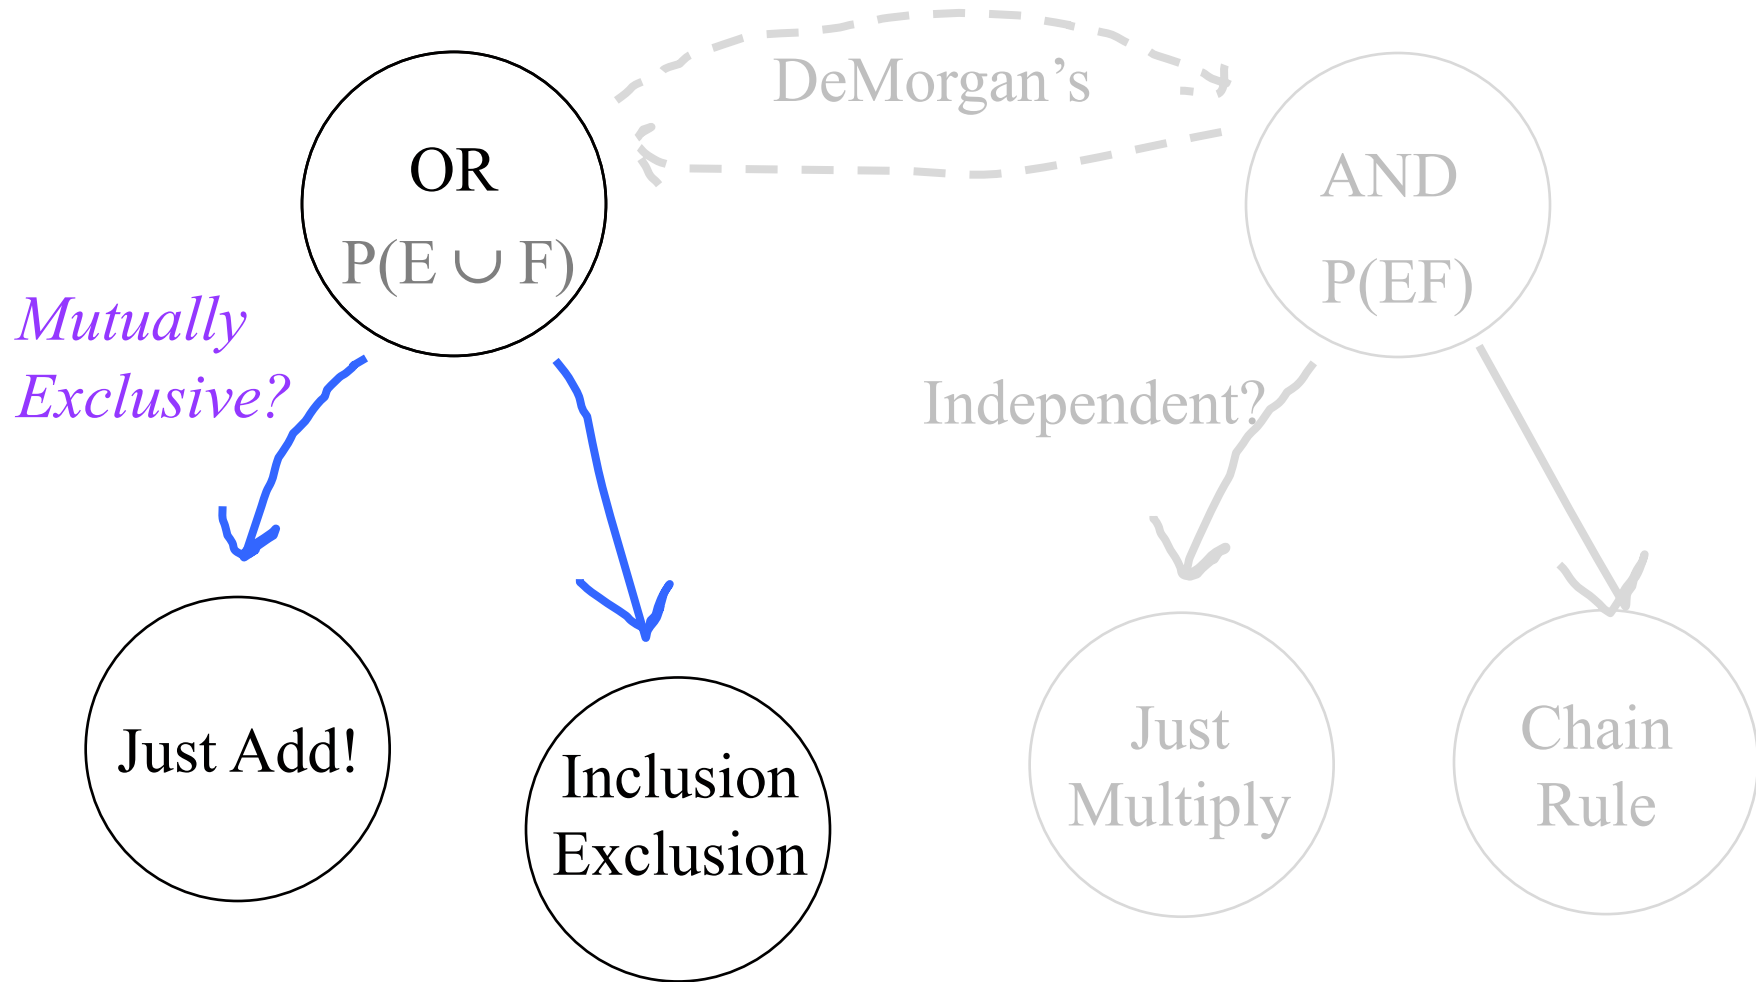 DeMorgan’s
OR
P(E ∪ F)
AND
P(EF)
Mutually
Exclusive?
Independent?
Just Add!
Inclusion
Exclusion
Just
Multiply
Chain
Rule